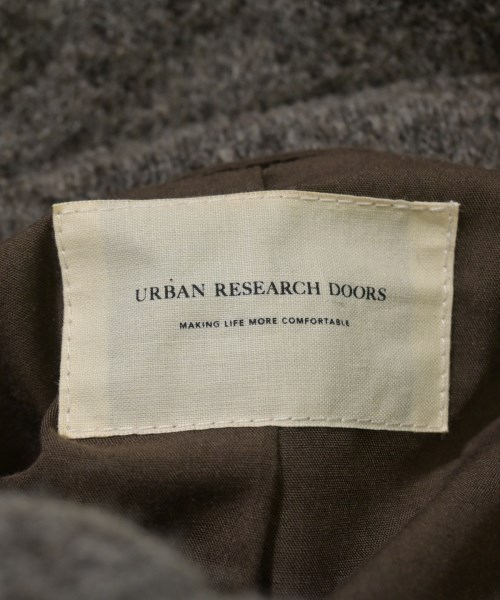 URBAN RESEARCH DOORS
MAKING LIFE MORE COMFORTABLE